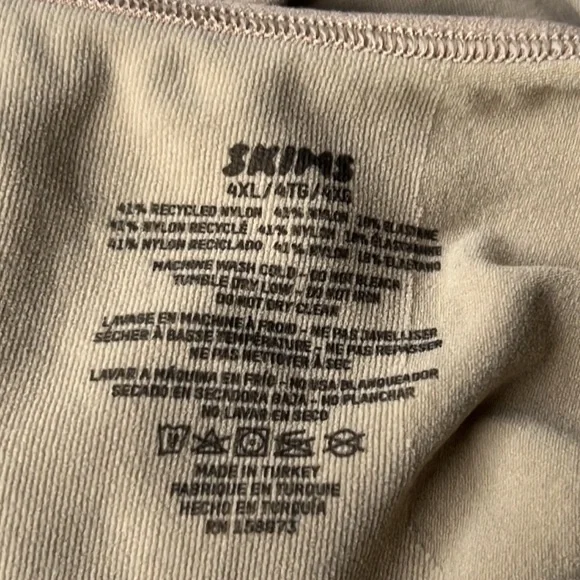 SKIMS
4XL/4TG/4XG
41% RECYCLED NYLON 41% NYLON 18% ELASTANE
41% NYLON RECYCLÉ 41% NYLON 18% ÉLASTHANNE
41% NYLON RECICLADO 41% NYLON 18% ELASTANO
MACHINE WASH COLD - DO NOT BLEACH
TUMBLE DRY LOW - DO NOT IRON
DO NOT DRY CLEAN
LAVAGE EN MACHINE À FROID - NE PAS JAVELLISER
SÉCHER À BASSE TEMPÉRATURE - NE PAS REPASSER
NE PAS NETTOYER À SEC
LAVAR A MÁQUINA EN FRÍO - NO USA BLANQUEADOR
SECADO EN SECADORA BAJA - NO PLANCHAR
NO LAVAR EN SECO
MADE IN TURKEY
FABRIQUE EN TURQUIE
HECHO EN TURQUÍA
RN 158973